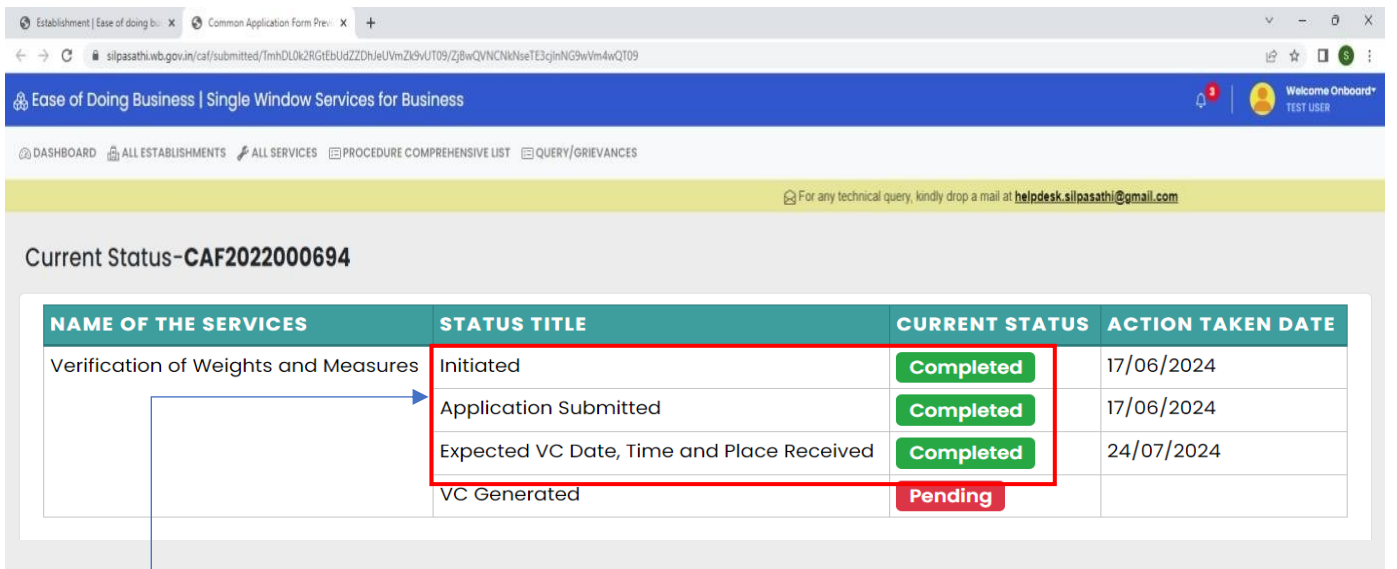 Establishment | Ease of doing bu
Common Application Form Previ
silpasathi.wb.gov.in/caf/submitted/TmhDL0k2RGtEbUdZZDhJeUVmZk9vUT09/ZjBwQVNCNkNseTE3cjlnNG9wVm4wQT09
S
Ease of Doing Business | Single Window Services for Business
3
Welcome Onboard
TEST USER
DASHBOARD ALL ESTABLISHMENTS ALL SERVICES PROCEDURE COMPREHENSIVE LIST QUERY/GRIEVANCES
For any technical query, kindly drop a mail at helpdesk.silpasathi@gmail.com
Current Status-CAF2022000694
NAME OF THE SERVICES STATUS TITLE CURRENT STATUS ACTION TAKEN DATE
Verification of Weights and Measures Initiated Completed 17/06/2024
Application Submitted Completed 17/06/2024
Expected VC Date, Time and Place Received Completed 24/07/2024
VC Generated Pending